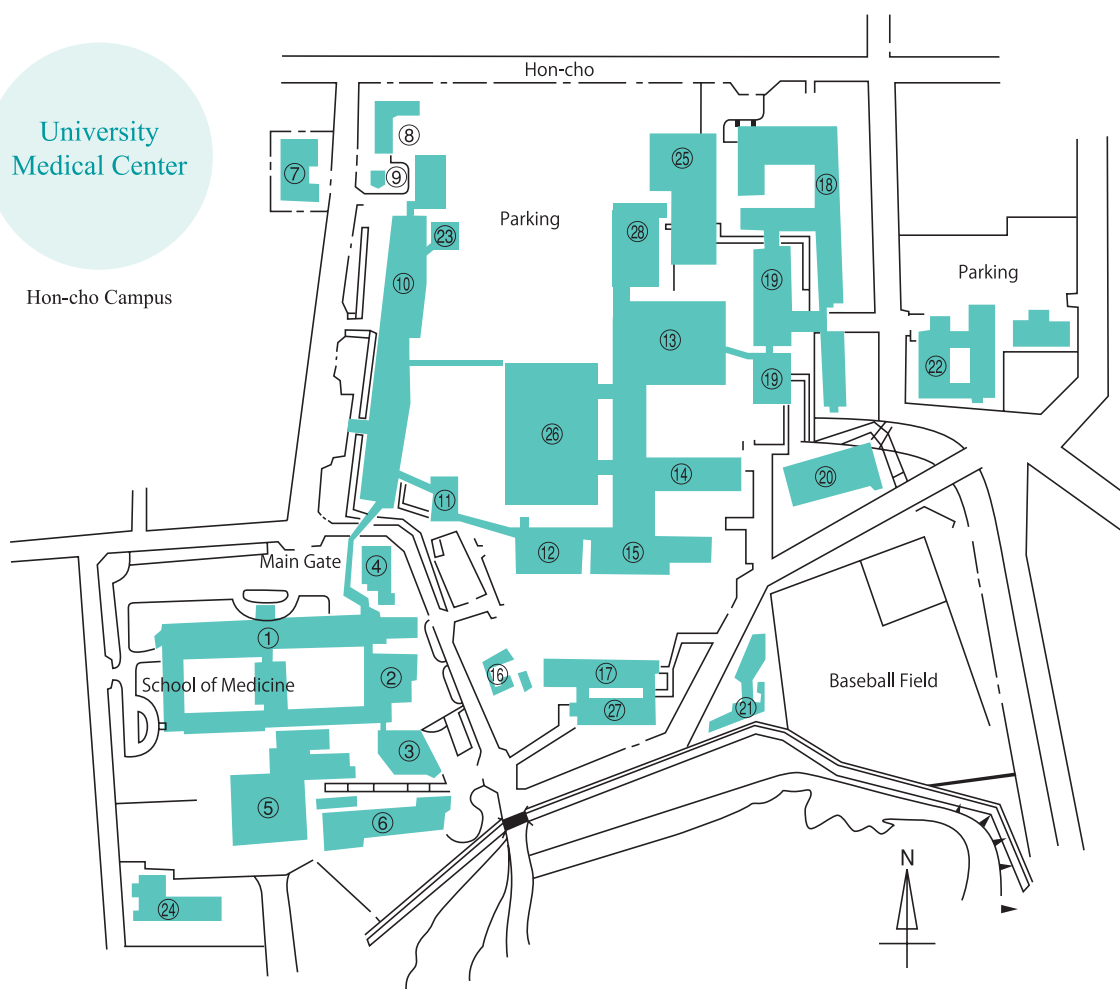 Hon-cho
University
Medical Center
Hon-cho Campus
⑧
⑦
⑨
㉕
⑱
Parking
㉘
㉓
⑩
⑲
Parking
⑬
⑲
㉒
㉖
⑭
⑳
⑪
⑫
⑮
Main Gate
④
①
⑯
⑰
School of Medicine
②
Baseball Field
㉗
㉑
③
⑤
⑥
N
㉔